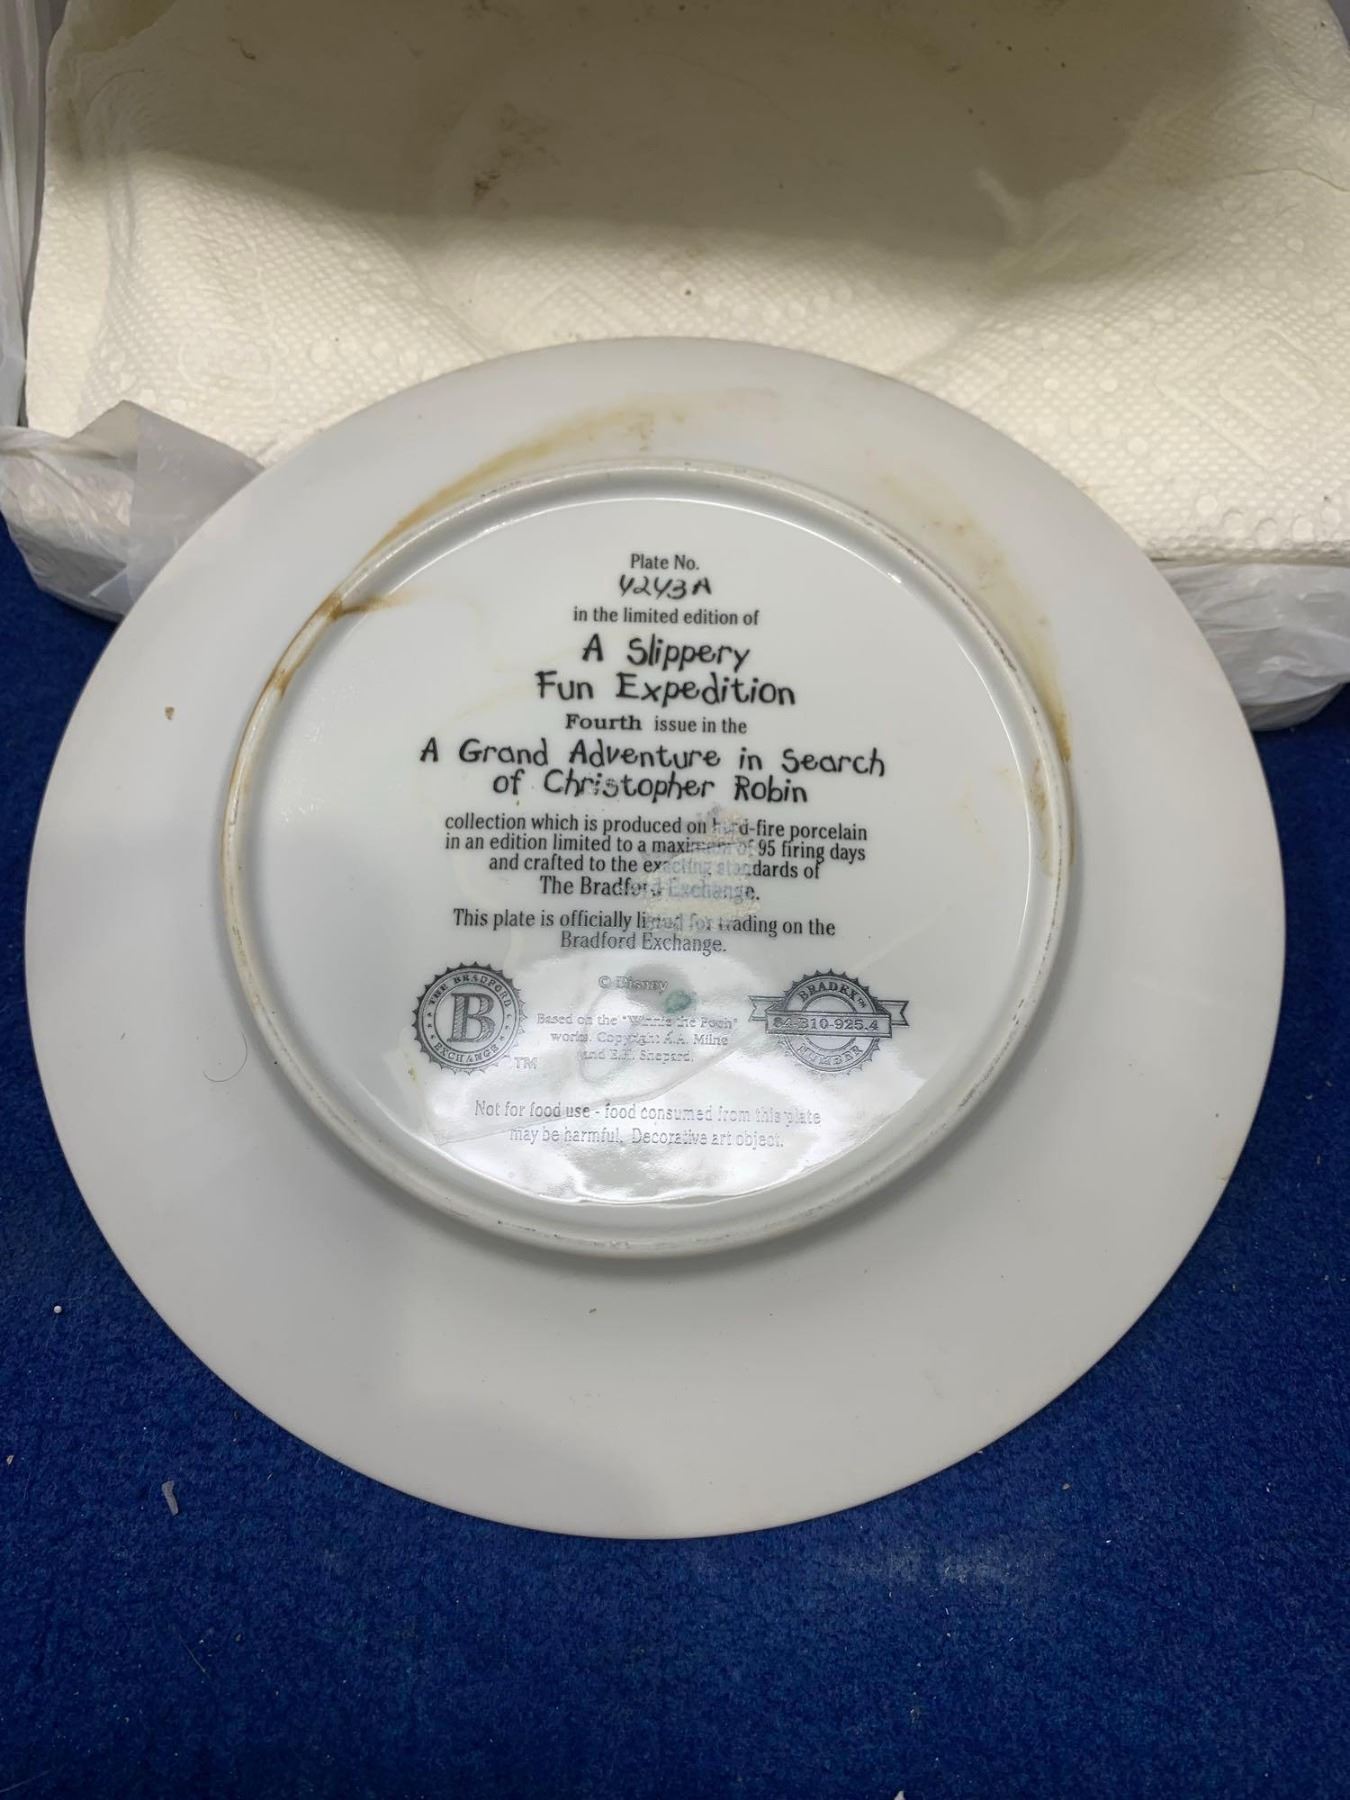 Plate No.
4243A
in the limited edition of
A Slippery
Fun Expedition
Fourth issue in the
A Grand Adventure in Search
of Christopher Robin
collection which is produced on hard-fire porcelain
in an edition limited to a maximum of 95 firing days
and crafted to the exacting standards of
The Bradford Exchange.
This plate is officially listed for trading on the
Bradford Exchange.
THE BRADFORD
B
EXCHANGE
TM
© Disney
Based on the "Winnie the Pooh"
works. Copyright A.A. Milne
and E.H. Shepard.
BRADEX™
84-B10-925.4
NUMBER
Not for food use - food consumed from this plate
may be harmful. Decorative art object.